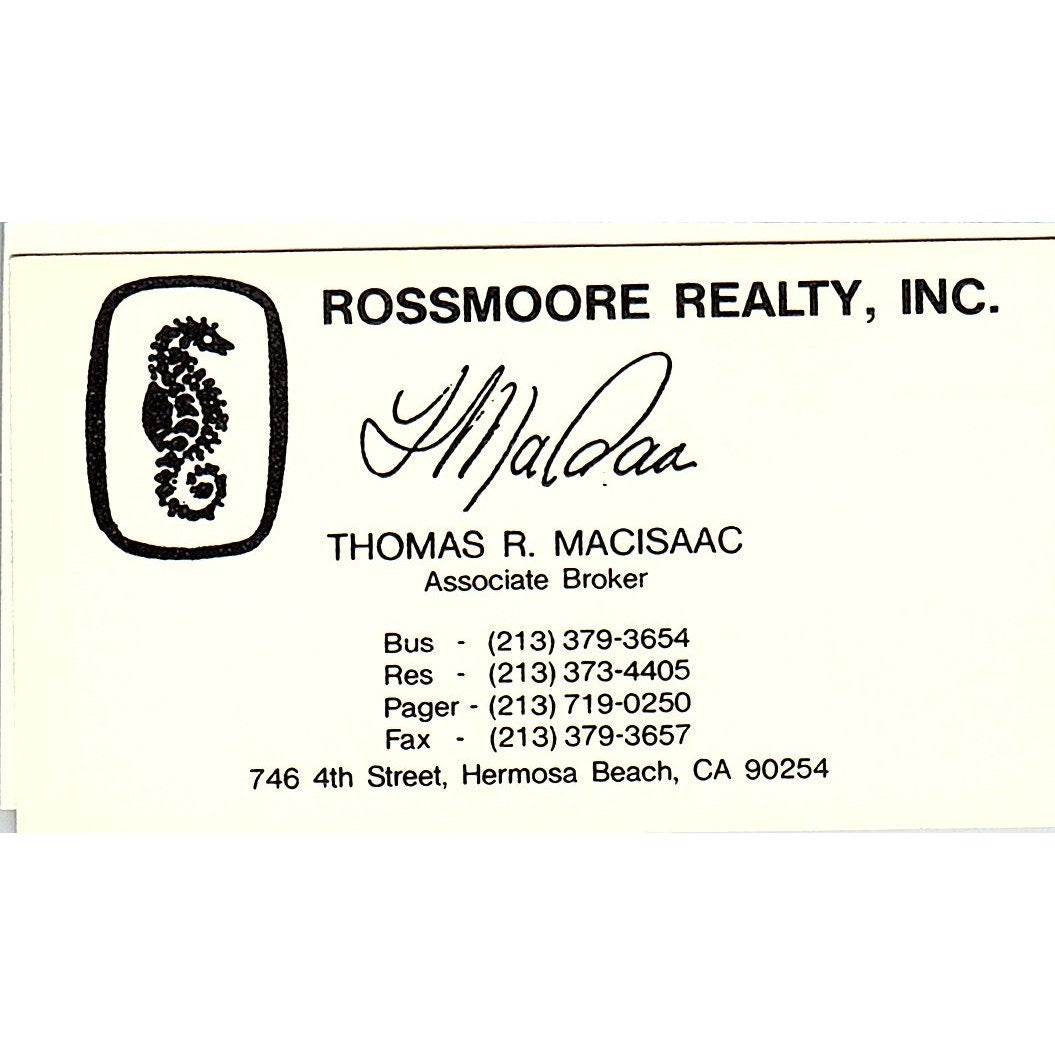 ROSSMOORE REALTY, INC.
THOMAS R. MACISAAC
Associate Broker
Bus - (213) 379-3654
Res - (213) 373-4405
Pager - (213) 719-0250
Fax - (213) 379-3657
746 4th Street, Hermosa Beach, CA 90254